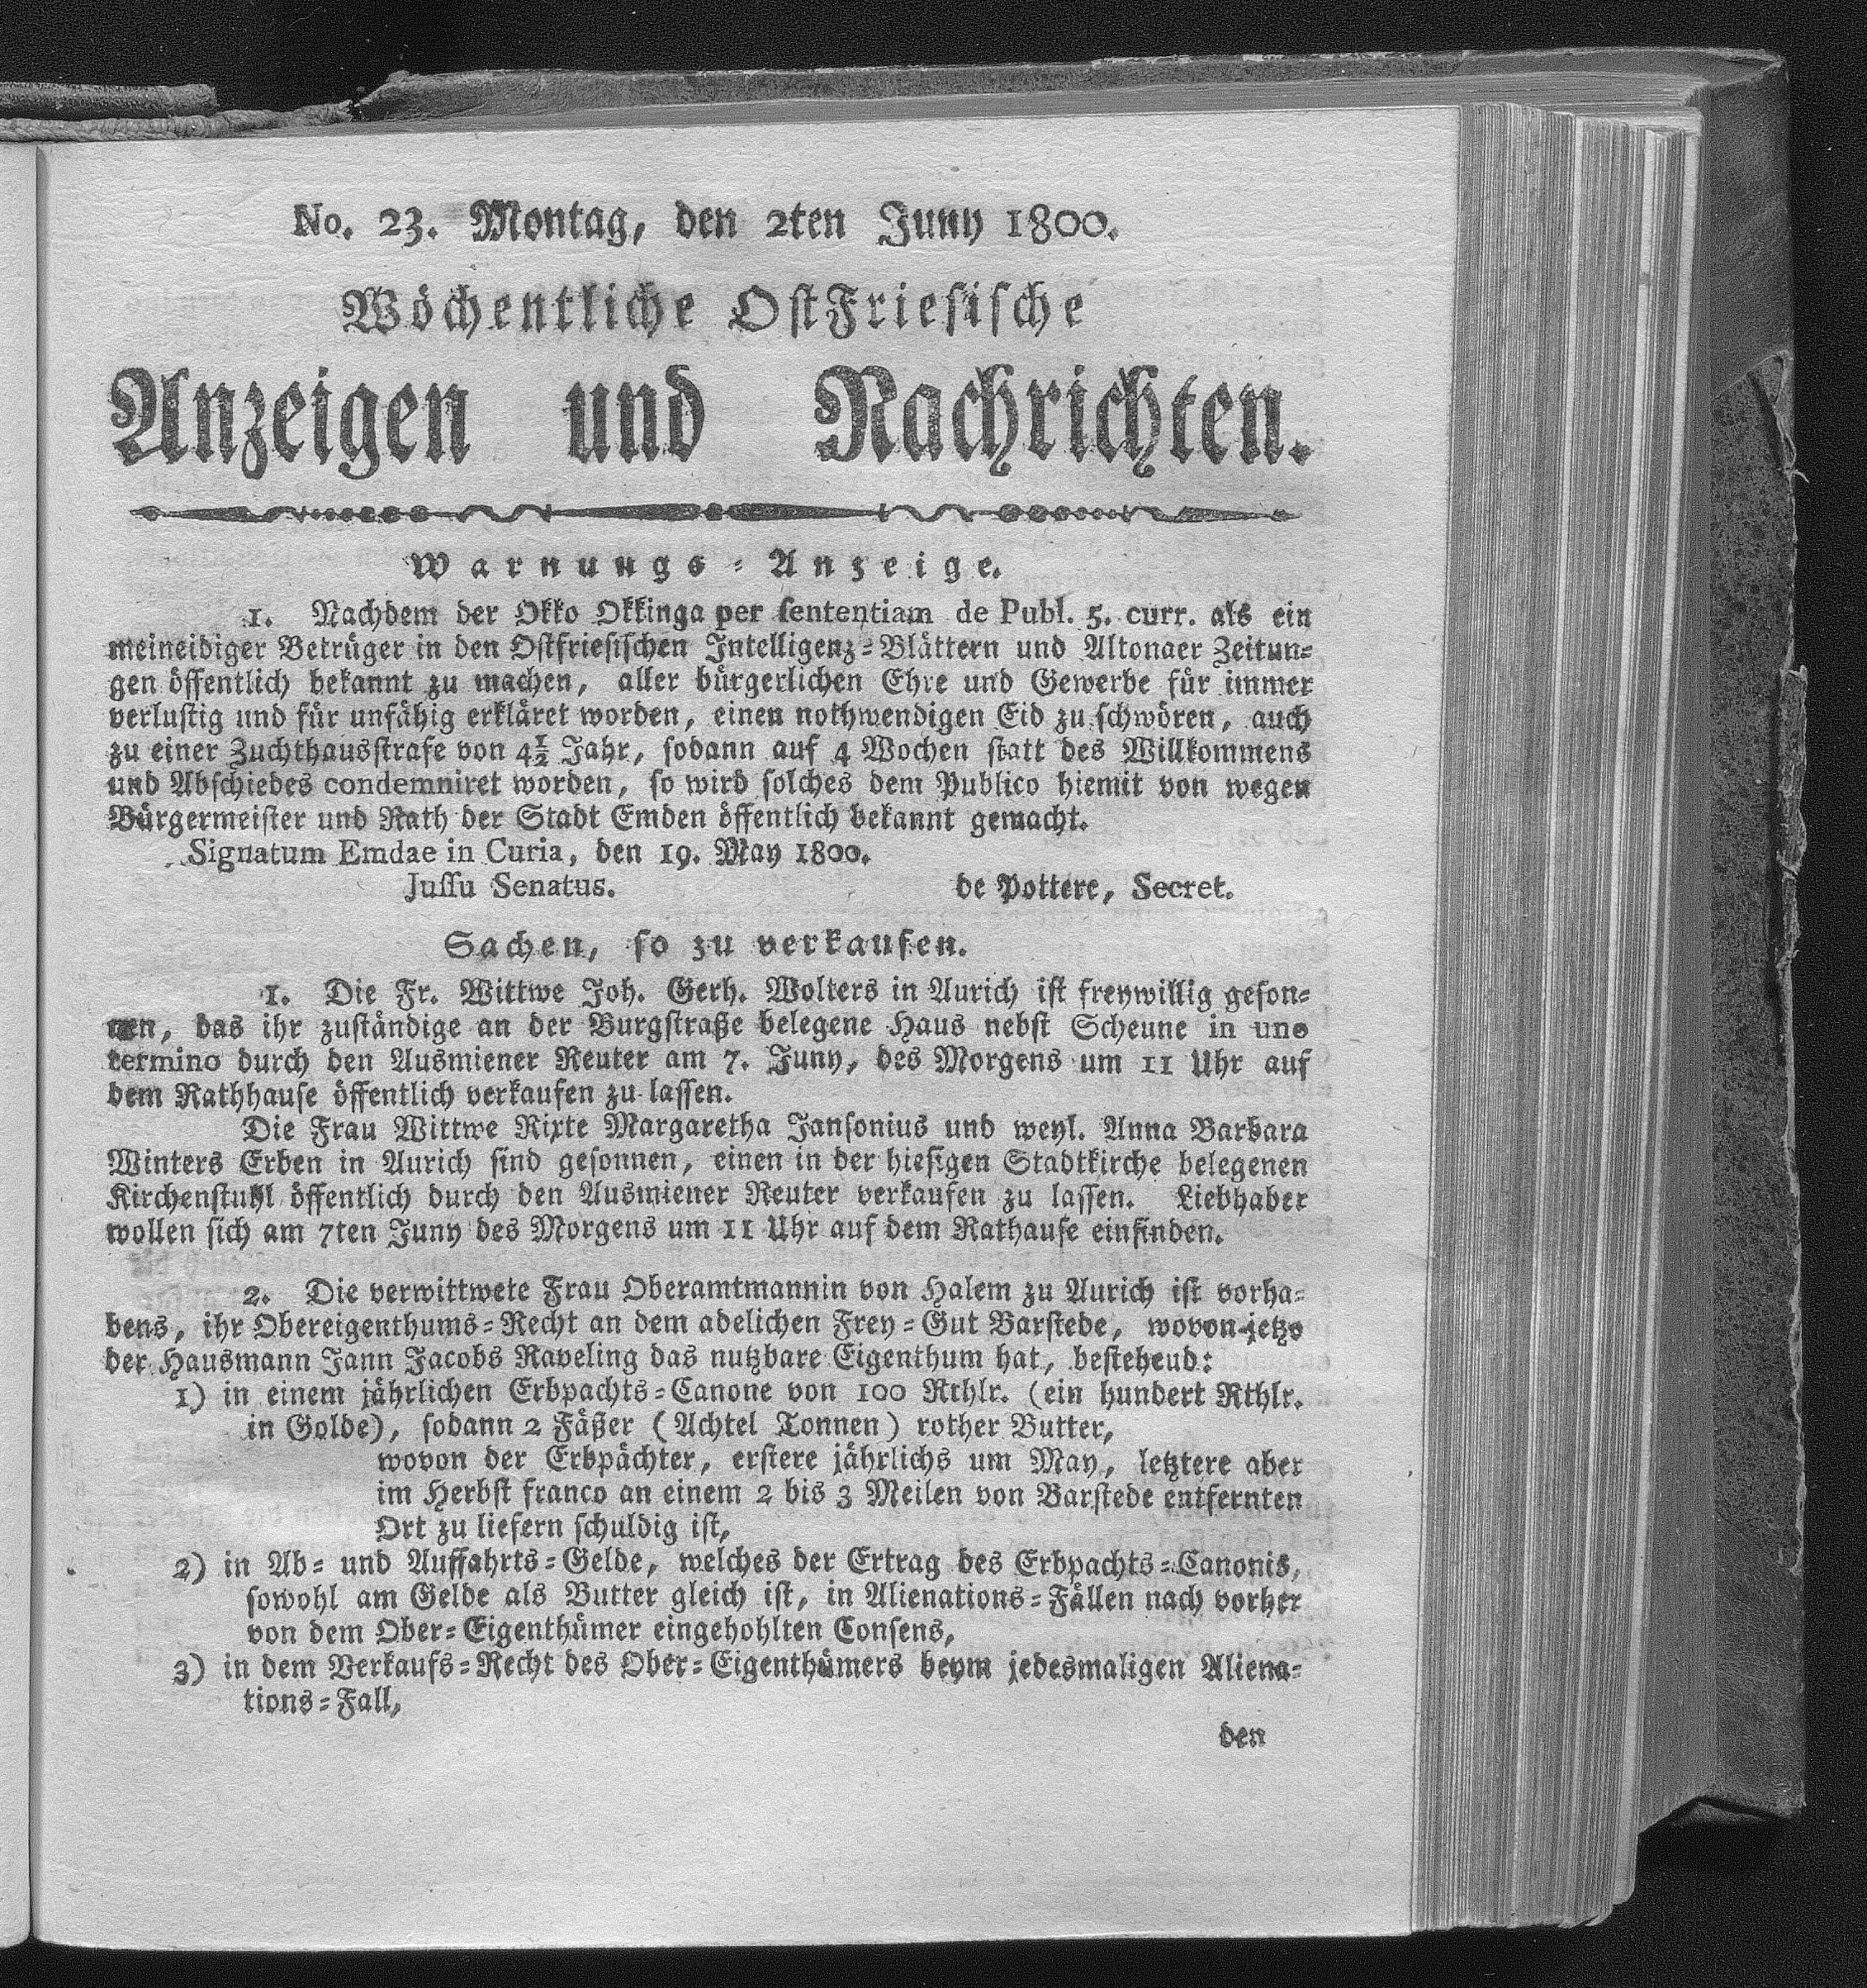 No. 23. Montag, den 2ten Juny 1800.
Wöchentliche OstFriesische
Anzeigen und Nachrichten.
Warnungs-Anzeige.
1. Nachdem der Okko Okkinga per sententiam de Publ. 5. curr. als ein
meineidiger Betrüger in den Ostfriesischen Intelligenz-Blättern und Altonaer Zeitun-
gen öffentlich bekannt zu machen, aller bürgerlichen Ehre und Gewerbe für immer
verlustig und für unfähig erkläret worden, einen nothwendigen Eid zu schwören, auch
zu einer Zuchthausstrafe von 4½ Jahr, sodann auf 4 Wochen statt des Willkommens
und Abschiedes condemniret worden, so wird solches dem Publico hiemit von wegen
Bürgermeister und Rath der Stadt Emden öffentlich bekannt gemacht.
Signatum Emdae in Curia, den 19. May 1800.
Jussu Senatus. de Pottere, Secret.
Sachen, so zu verkaufen.
1. Die Fr. Wittwe Joh. Gerh. Wolters in Aurich ist freywillig geson-
nen, das ihr zuständige an der Burgstraße belegene Haus nebst Scheune in uno
termino durch den Ausmiener Reuter am 7. Juny, des Morgens um 11 Uhr auf
dem Rathhause öffentlich verkaufen zu lassen.
Die Frau Wittwe Rixte Margaretha Jansonius und weyl. Anna Barbara
Winters Erben in Aurich sind gesonnen, einen in der hiesigen Stadtkirche belegenen
Kirchenstuhl öffentlich durch den Ausmiener Reuter verkaufen zu lassen. Liebhaber
wollen sich am 7ten Juny des Morgens um 11 Uhr auf dem Rathause einfinden.
2. Die verwittwete Frau Oberamtmannin von Halem zu Aurich ist vorha-
bens, ihr Obereigenthums-Recht an dem adelichen Frey-Gut Barstede, wovon jetzo
der Hausmann Jann Jacobs Raveling das nutzbare Eigenthum hat, bestehend:
1) in einem jährlichen Erbpachts-Canone von 100 Rthlr. (ein hundert Rthlr.
in Golde), sodann 2 Fäßer (Achtel Tonnen) rother Butter,
wovon der Erbpächter, erstere jährlichs um May, letztere aber
im Herbst franco an einem 2 bis 3 Meilen von Barstede entfernten
Ort zu liefern schuldig ist,
2) in Ab- und Auffahrts-Gelde, welches der Ertrag des Erbpachts-Canonis,
sowohl am Gelde als Butter gleich ist, in Alienations-Fällen nach vorher
von dem Ober-Eigenthümer eingehohlten Consens,
3) in dem Verkaufs-Recht des Ober-Eigenthümers beym jedesmaligen Aliena-
tions-Fall,
den